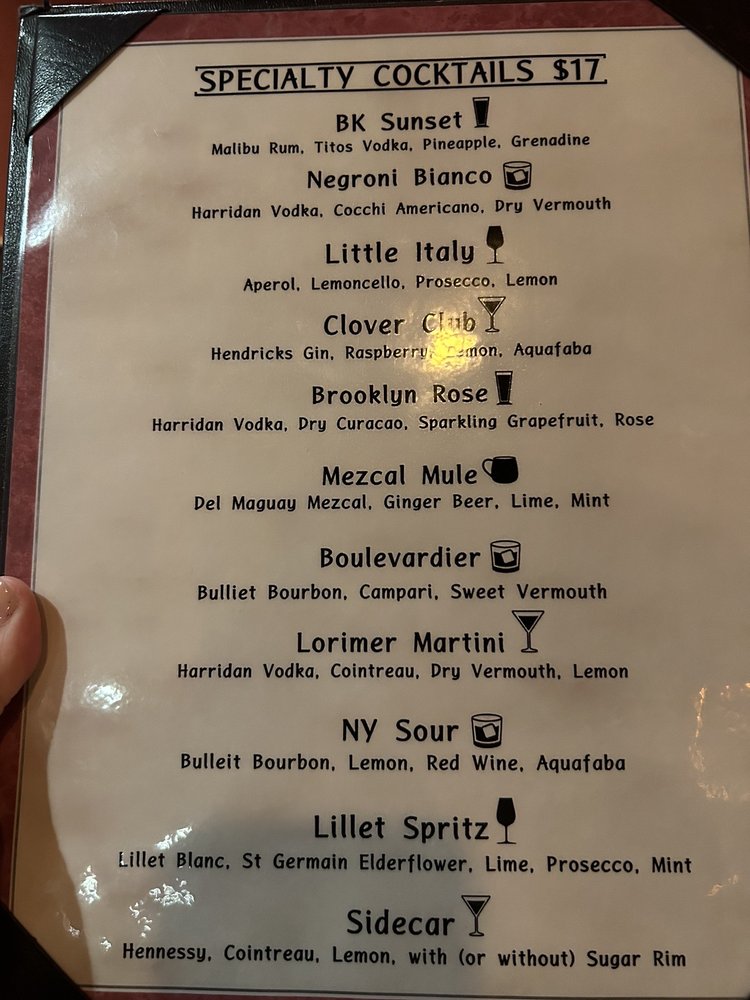 SPECIALTY COCKTAILS $17
BK Sunset
Malibu Rum, Titos Vodka, Pineapple, Grenadine
Negroni Bianco
Harridan Vodka, Cocchi Americano, Dry Vermouth
Little Italy
Aperol, Lemoncello, Prosecco, Lemon
Clover Club
Hendricks Gin, Raspberry, Lemon, Aquafaba
Brooklyn Rose
Harridan Vodka, Dry Curacao, Sparkling Grapefruit, Rose
Mezcal Mule
Del Maguay Mezcal, Ginger Beer, Lime, Mint
Boulevardier
Bulliet Bourbon, Campari, Sweet Vermouth
Lorimer Martini
Harridan Vodka, Cointreau, Dry Vermouth, Lemon
NY Sour
Bulleit Bourbon, Lemon, Red Wine, Aquafaba
Lillet Spritz
Lillet Blanc, St Germain Elderflower, Lime, Prosecco, Mint
Sidecar
Hennessy, Cointreau, Lemon, with (or without) Sugar Rim